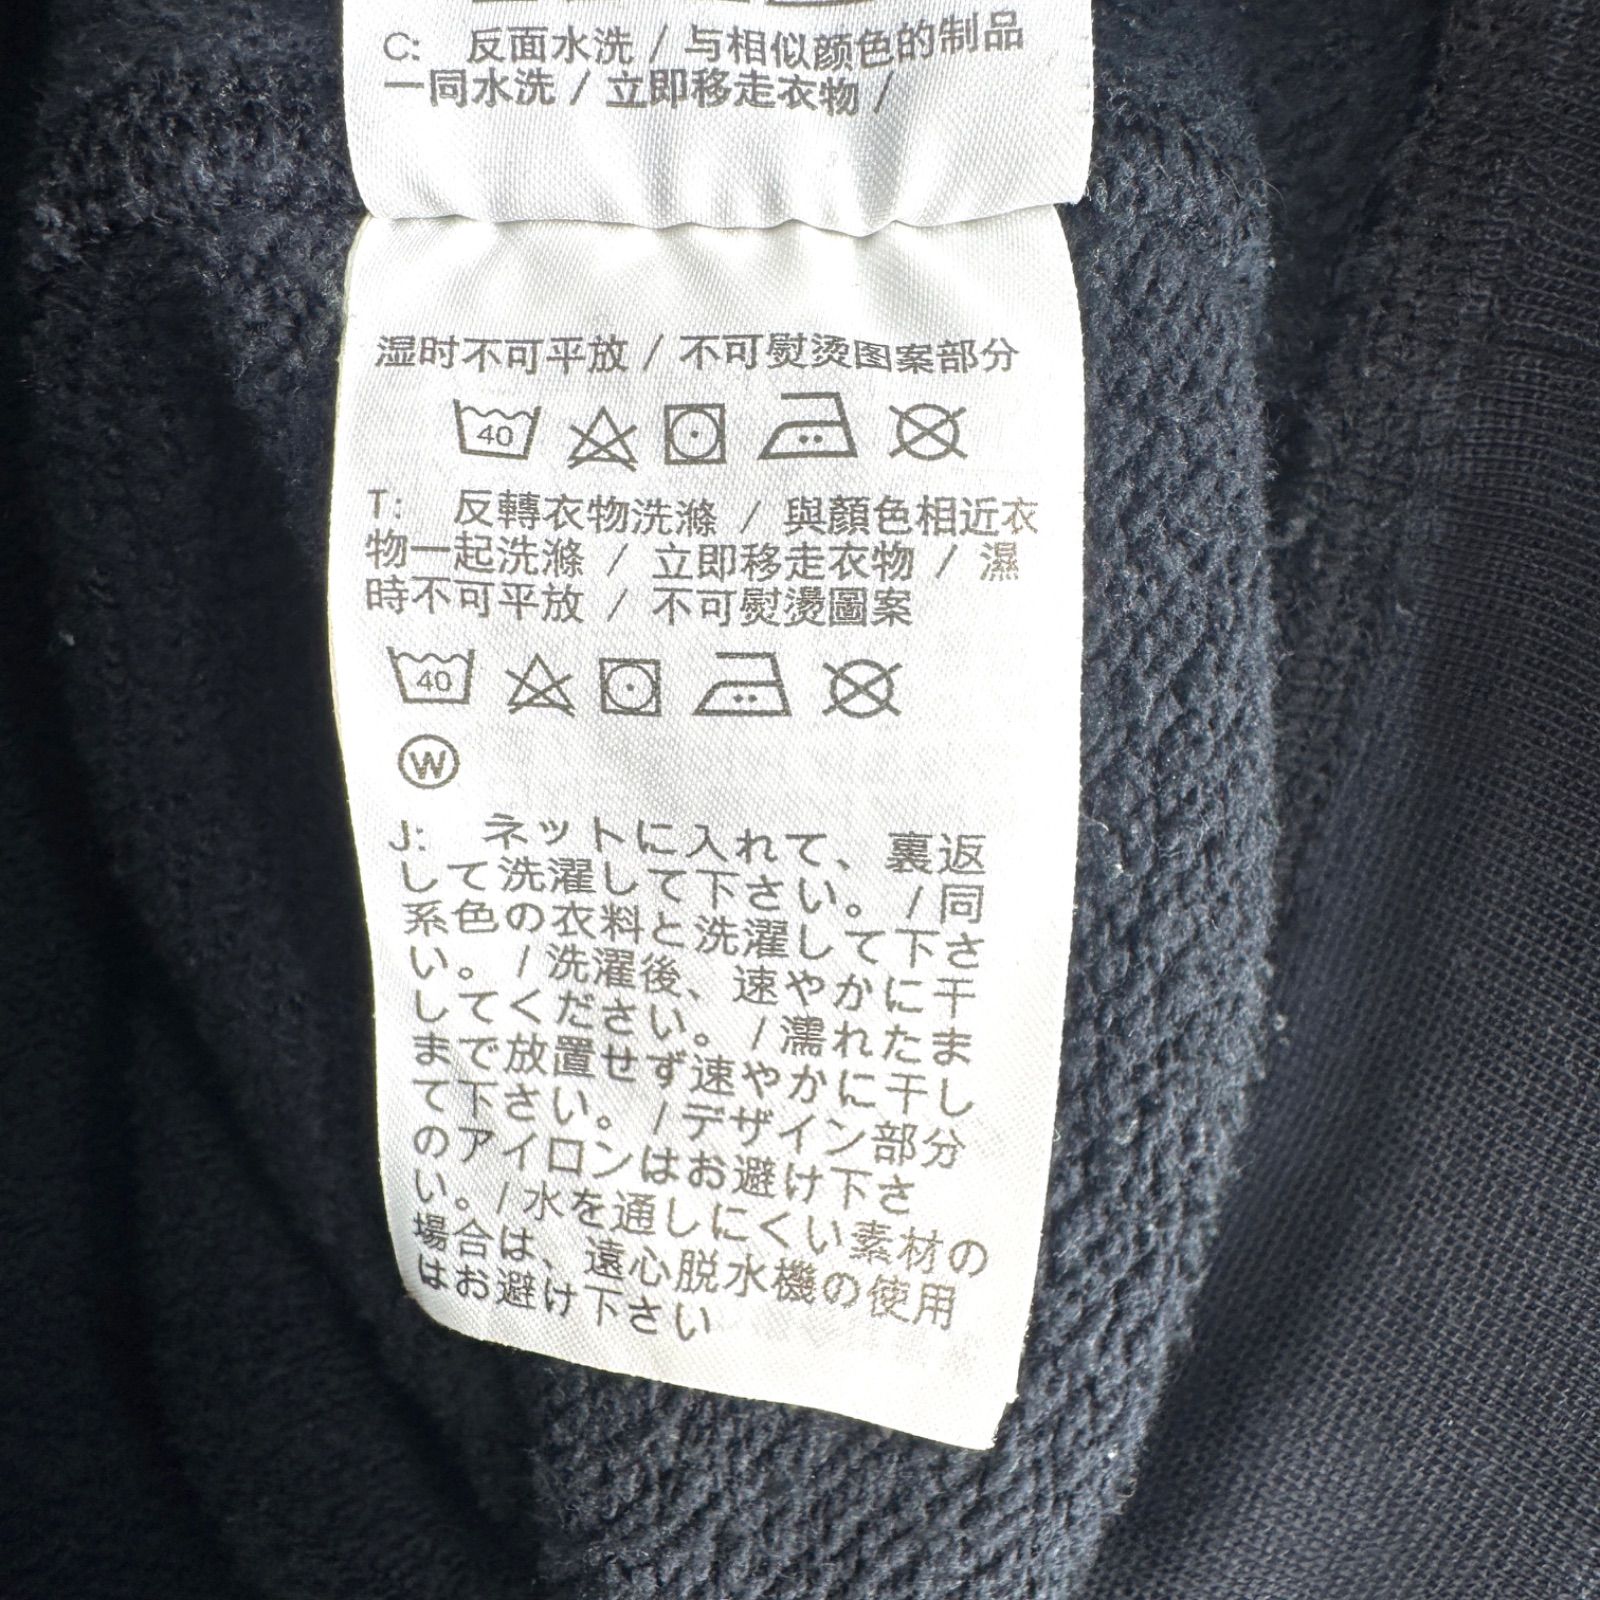 C: 反面水洗 / 与相似颜色的制品
一同水洗 / 立即移走衣物 /
湿时不可平放 / 不可熨烫图案部分
40
T: 反轉衣物洗滌 / 與顏色相近衣
物一起洗滌 / 立即移走衣物 / 濕
時不可平放 / 不可熨燙圖案
40
W
J: ネットに入れて、裏返
して洗濯して下さい。 / 同
系色の衣料と洗濯して下さ
い。 / 洗濯後、速やかに干
してください。 / 濡れたま
まで放置せず速やかに干し
て下さい。 / デザイン部分
のアイロンはお避け下さ
い。 / 水を通しにくい素材の
場合は、遠心脱水機の使用
はお避け下さい